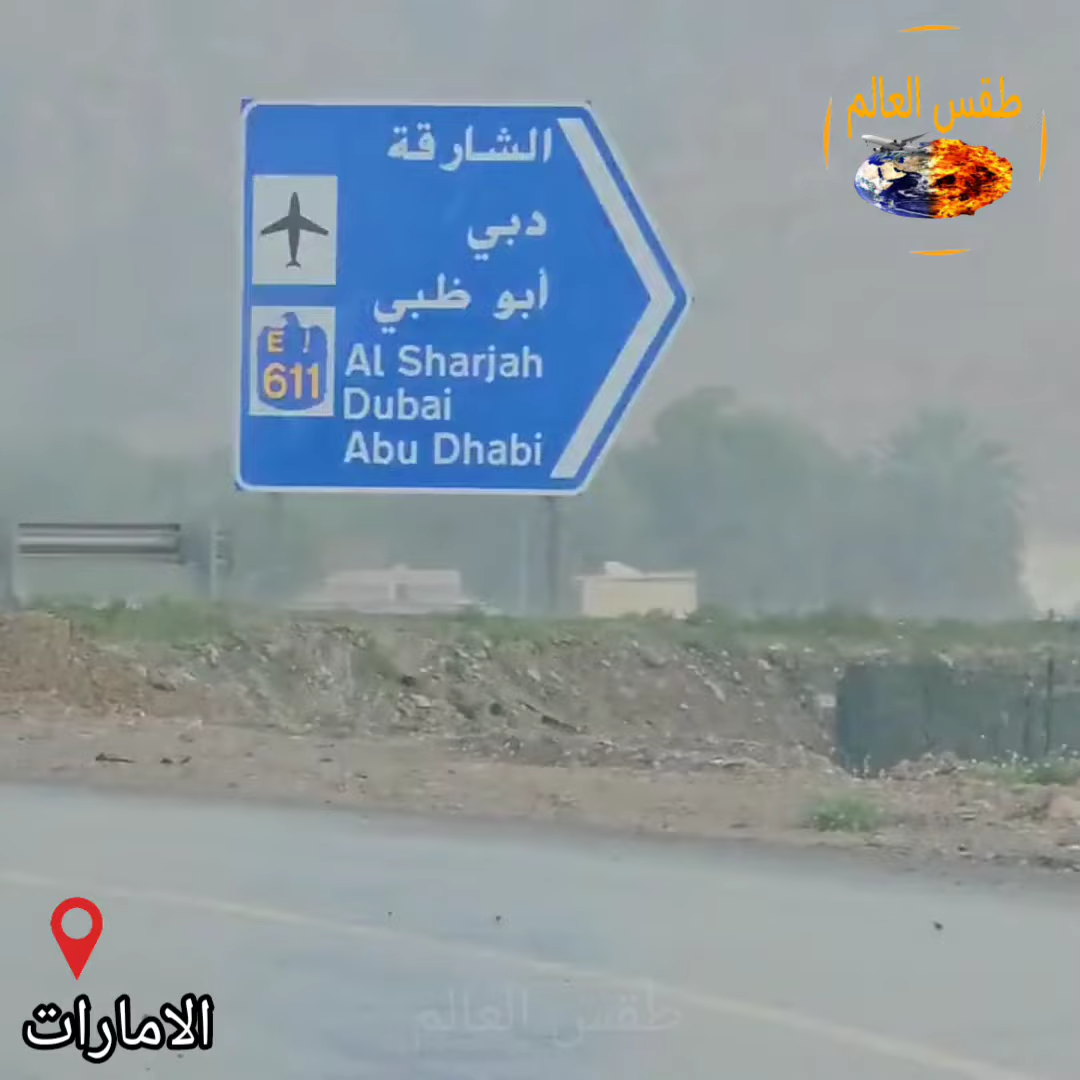 طقس العالم
الشارقة
دبي
أبو ظبي
E !
611
Al Sharjah
Dubai
Abu Dhabi
الامارات
طقس العالم